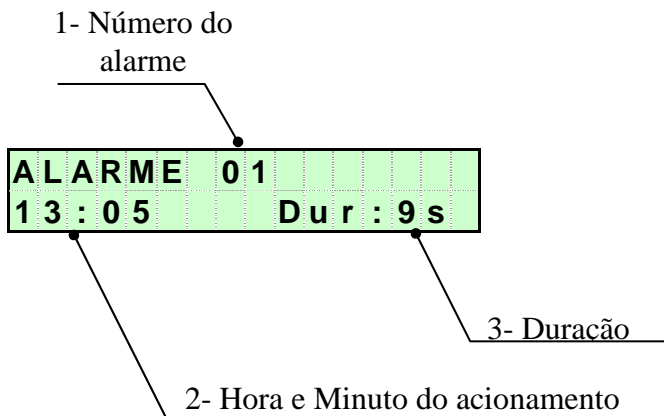 1- Número do
alarme
ALARME 01
13:05 Dur:9s
3- Duração
2- Hora e Minuto do acionamento